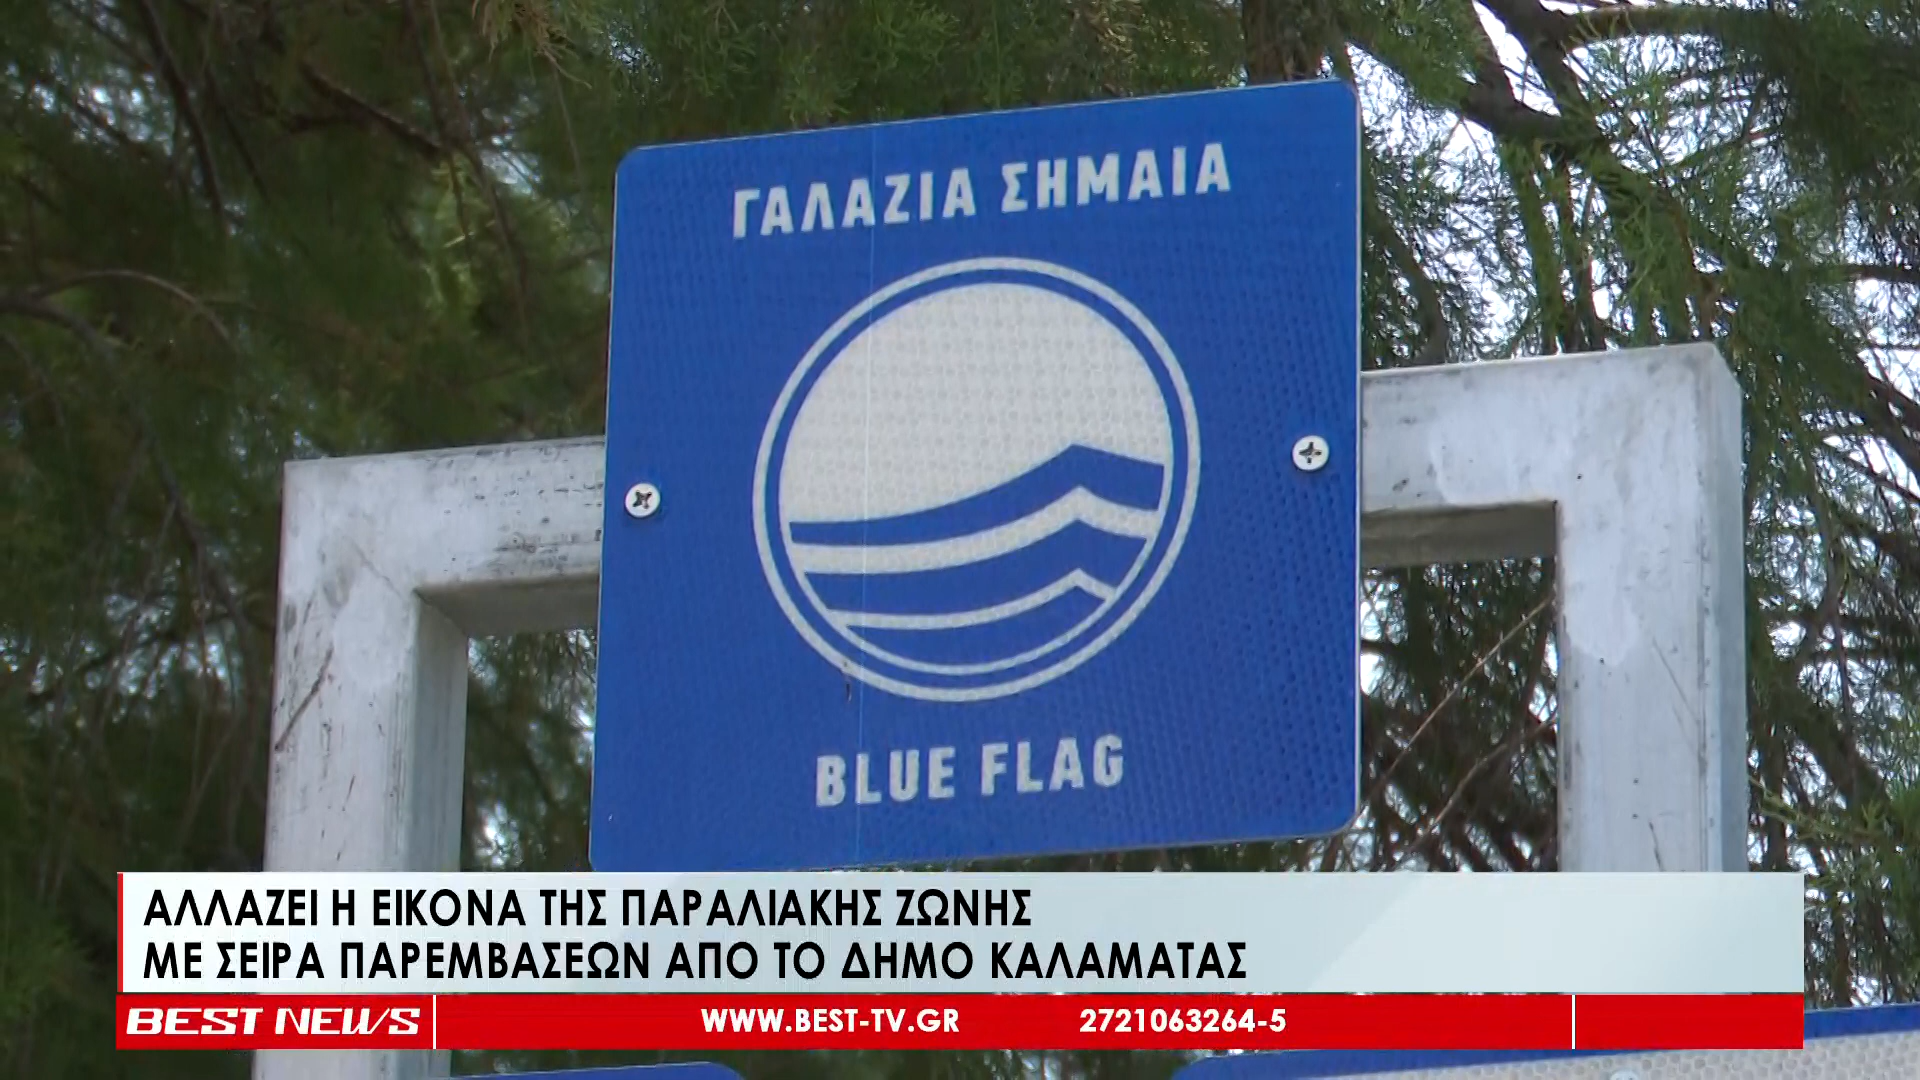 ΓΑΛΑΖΙΑ ΣΗΜΑΙΑ
BLUE FLAG
ΑΛΛΑΖΕΙ Η ΕΙΚΟΝΑ ΤΗΣ ΠΑΡΑΛΙΑΚΗΣ ΖΩΝΗΣ
ΜΕ ΣΕΙΡΑ ΠΑΡΕΜΒΑΣΕΩΝ ΑΠΟ ΤΟ ΔΗΜΟ ΚΑΛΑΜΑΤΑΣ
BEST NEWS WWW.BEST-TV.GR 2721063264-5